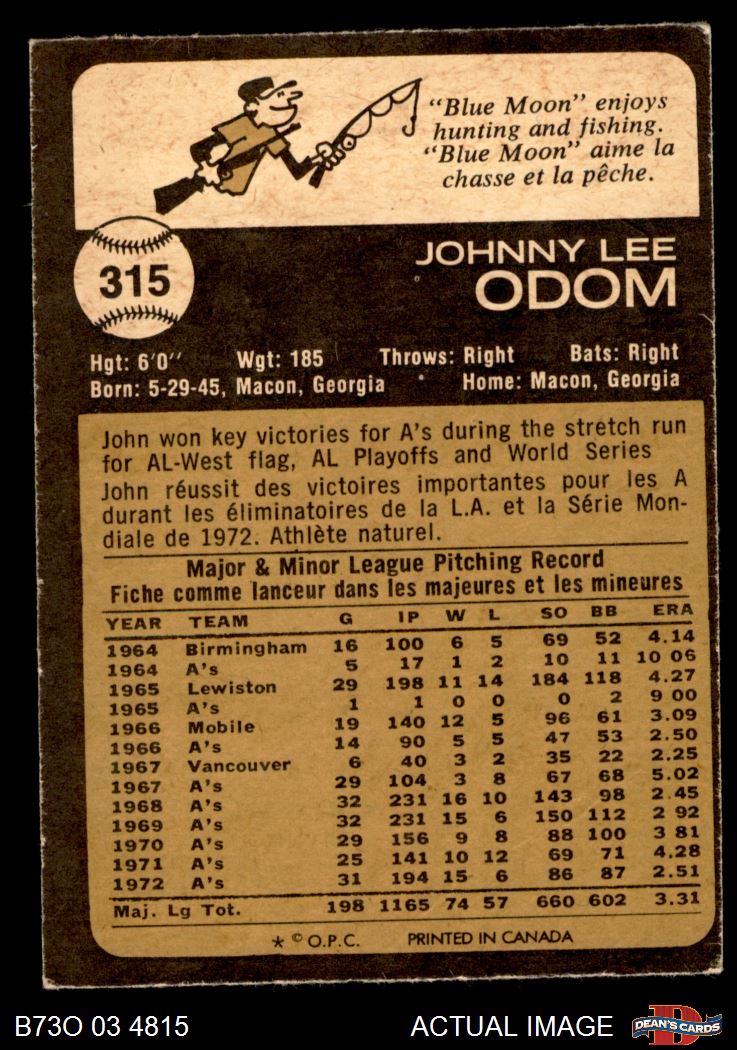 "Blue Moon" enjoys
hunting and fishing.
"Blue Moon" aime la
chasse et la pêche.
315
JOHNNY LEE
ODOM
Hgt: 6'0" Wgt: 185 Throws: Right Bats: Right
Born: 5-29-45, Macon, Georgia Home: Macon, Georgia
John won key victories for A's during the stretch run
for AL-West flag, AL Playoffs and World Series
John réussit des victoires importantes pour les A
durant les éliminatoires de la L.A. et la Série Mon-
diale de 1972. Athlète naturel.
Major & Minor League Pitching Record
Fiche comme lanceur dans les majeures et les mineures
YEAR TEAM G IP W L SO BB ERA
1964 Birmingham 16 100 6 5 69 52 4.14
1964 A's 5 17 1 2 10 11 10 06
1965 Lewiston 29 198 11 14 184 118 4.27
1965 A's 1 1 0 0 0 2 9 00
1966 Mobile 19 140 12 5 96 61 3.09
1966 A's 14 90 5 5 47 53 2.50
1967 Vancouver 6 40 3 2 35 22 2.25
1967 A's 29 104 3 8 67 68 5.02
1968 A's 32 231 16 10 143 98 2 45
1969 A's 32 231 15 6 150 112 2 92
1970 A's 29 156 9 8 88 100 3 81
1971 A's 25 141 10 12 69 71 4.28
1972 A's 31 194 15 6 86 87 2.51
Maj. Lg Tot. 198 1165 74 57 660 602 3.31
* © O.P.C. PRINTED IN CANADA
B73O 03 4815 ACTUAL IMAGE DEAN'S CARDS